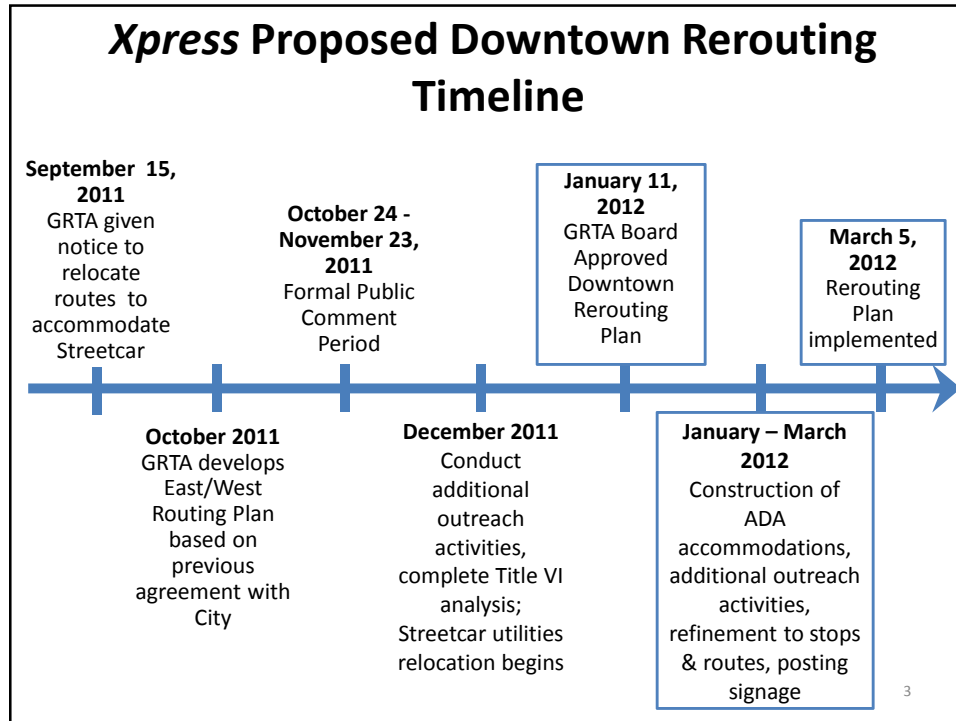 Xpress Proposed Downtown Rerouting
Timeline
September 15,
2011
GRTA given
notice to
relocate
routes to
accommodate
Streetcar
October 24 -
November 23,
2011
Formal Public
Comment
Period
January 11,
2012
GRTA Board
Approved
Downtown
Rerouting
Plan
March 5,
2012
Rerouting
Plan
implemented
October 2011
GRTA develops
East/West
Routing Plan
based on
previous
agreement with
City
December 2011
Conduct
additional
outreach
activities,
complete Title VI
analysis;
Streetcar utilities
relocation begins
January – March
2012
Construction of
ADA
accommodations,
additional outreach
activities,
refinement to stops
& routes, posting
signage
3